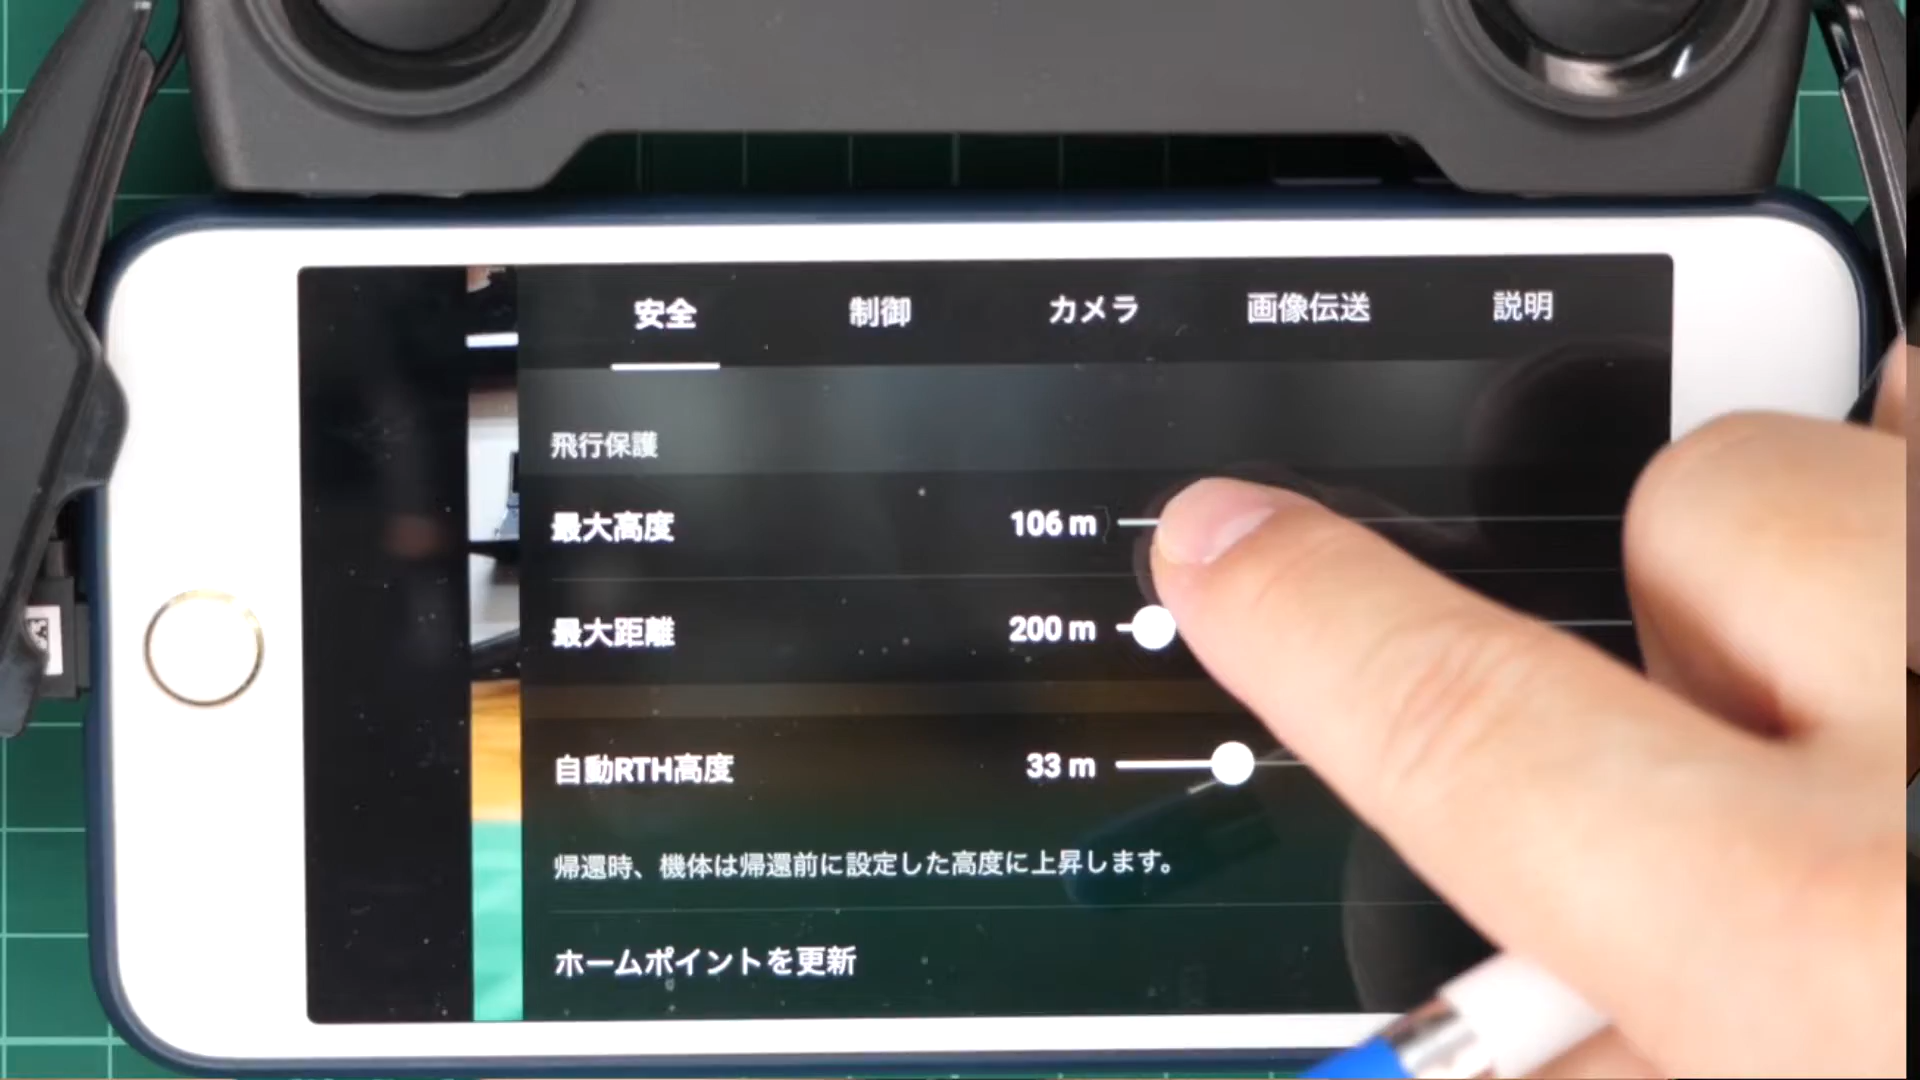 安全 制御 カメラ 画像伝送 説明
飛行保護
最大高度 106 m
最大距離 200 m
自動RTH高度 33 m
帰還時、機体は帰還前に設定した高度に上昇します。
ホームポイントを更新